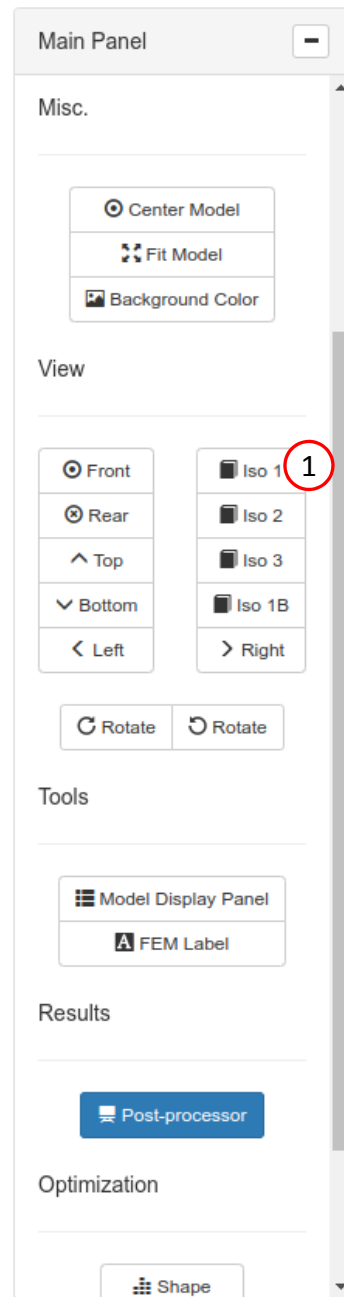 Main Panel
Misc.
Center Model
Fit Model
Background Color
View
Front
Rear
Top
Bottom
Left
Iso 1
1
Iso 2
Iso 3
Iso 1B
Right
Rotate
Rotate
Tools
Model Display Panel
A FEM Label
Results
Post-processor
Optimization
Shape